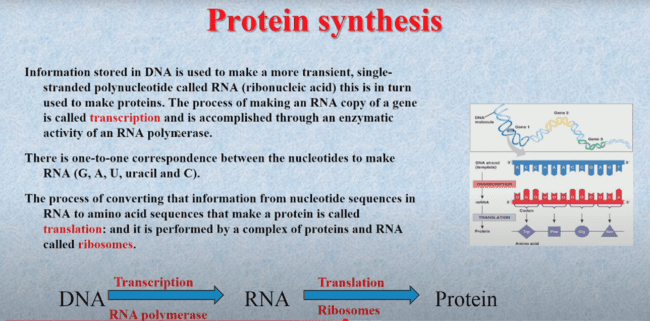 Protein synthesis
Information stored in DNA is used to make a more transient, single-
stranded polynucleotide called RNA (ribonucleic acid) this is in turn
used to make proteins. The process of making an RNA copy of a gene
is called transcription and is accomplished through an enzymatic
activity of an RNA polymerase.
There is one-to-one correspondence between the nucleotides to make
RNA (G, A, U, uracil and C).
The process of converting that information from nucleotide sequences in
RNA to amino acid sequences that make a protein is called
translation: and it is performed by a complex of proteins and RNA
called ribosomes.
DNA
molecule
Gene 1
Gene 2
Gene 3
DNA strand
(template)
TRANSCRIPTION
mRNA
Codon
TRANSLATION
Protein
Trp
Phe
Gly
Ser
Amino acid
Transcription
Translation
DNA
RNA
Protein
RNA polymerase
Ribosomes